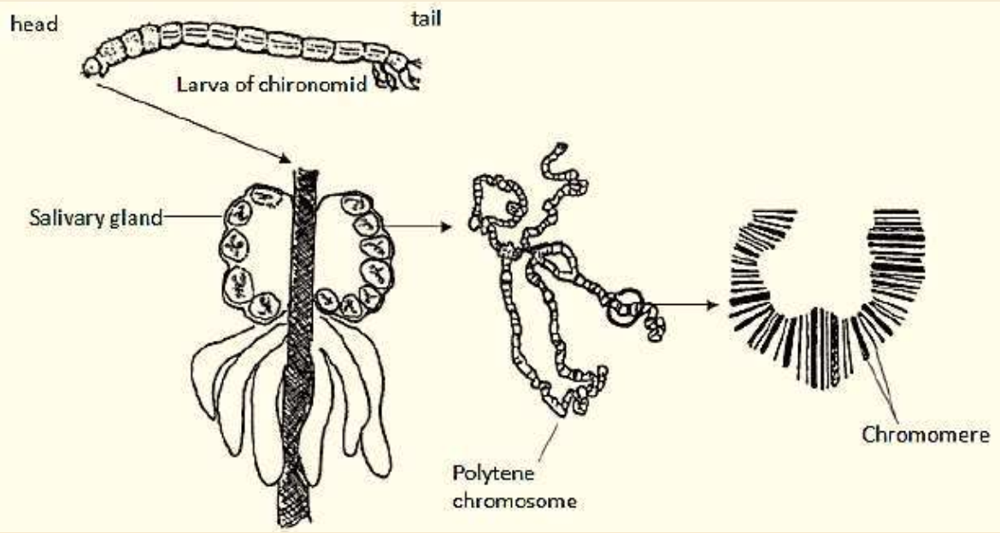 head
tail
Larva of chironomid
Salivary gland
Chromomere
Polytene
chromosome